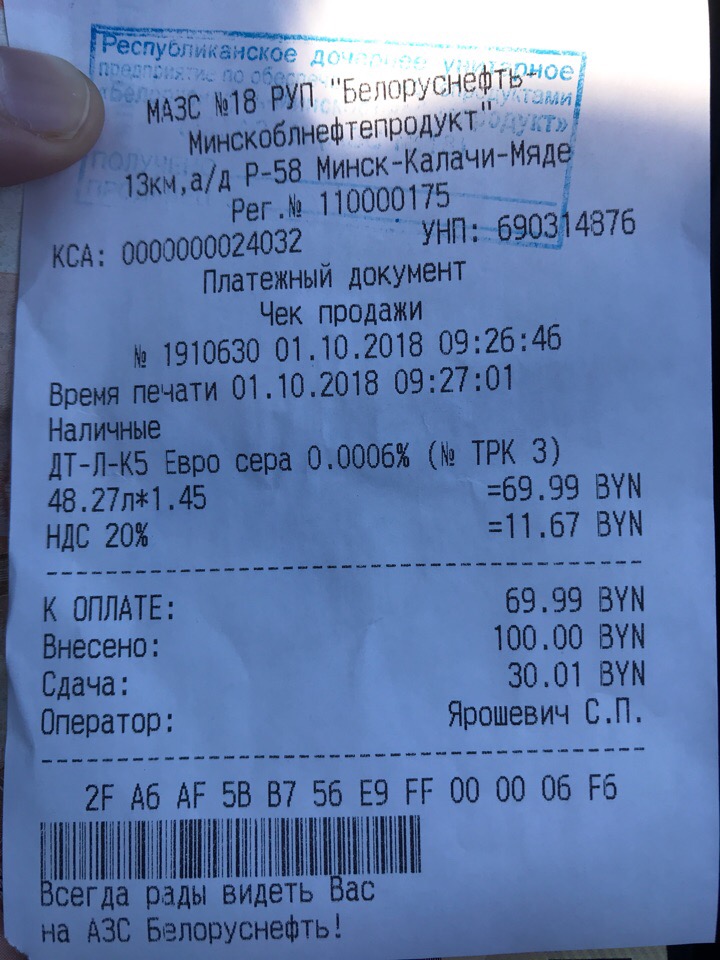 Республиканское дочернее унитарное
предприятие по
МАЗС №18 РУП "Белоруснефть-
Минскоблнефтепродукт"
13км,а/д Р-58 Минск-Калачи-Мяде
Рег.№ 110000175
КСА: 0000000024032 УНП: 690314876
Платежный документ
Чек продажи
№ 1910630 01.10.2018 09:26:46
Время печати 01.10.2018 09:27:01
Наличные
ДТ-Л-К5 Евро сера 0.0006% (№ ТРК 3)
48.27л*1.45 =69.99 BYN
НДС 20% =11.67 BYN
К ОПЛАТЕ: 69.99 BYN
Внесено: 100.00 BYN
Сдача: 30.01 BYN
Оператор: Ярошевич С.П.
2F A6 AF 5B B7 56 E9 FF 00 00 06 F6
Всегда рады видеть Вас
на АЗС Белоруснефть!